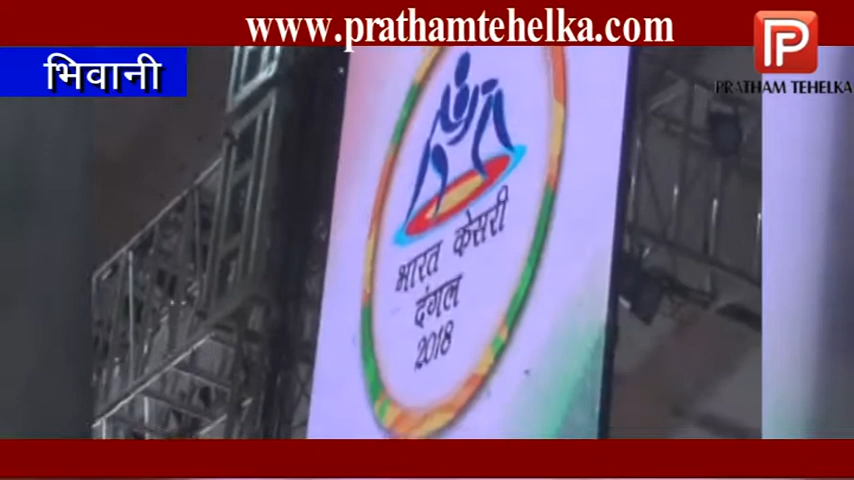 www.prathamtehelka.com
भिवानी
PRATHAM TEHELKA
भारत केसरी
दंगल
2018